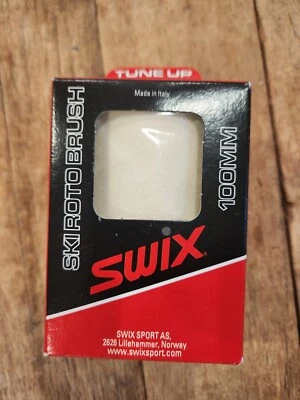 TUNE UP
Made in Italy
SKI ROTO BRUSH
100MM
SWIX
SWIX SPORT AS,
2626 Lillehammer, Norway
www.swixsport.com